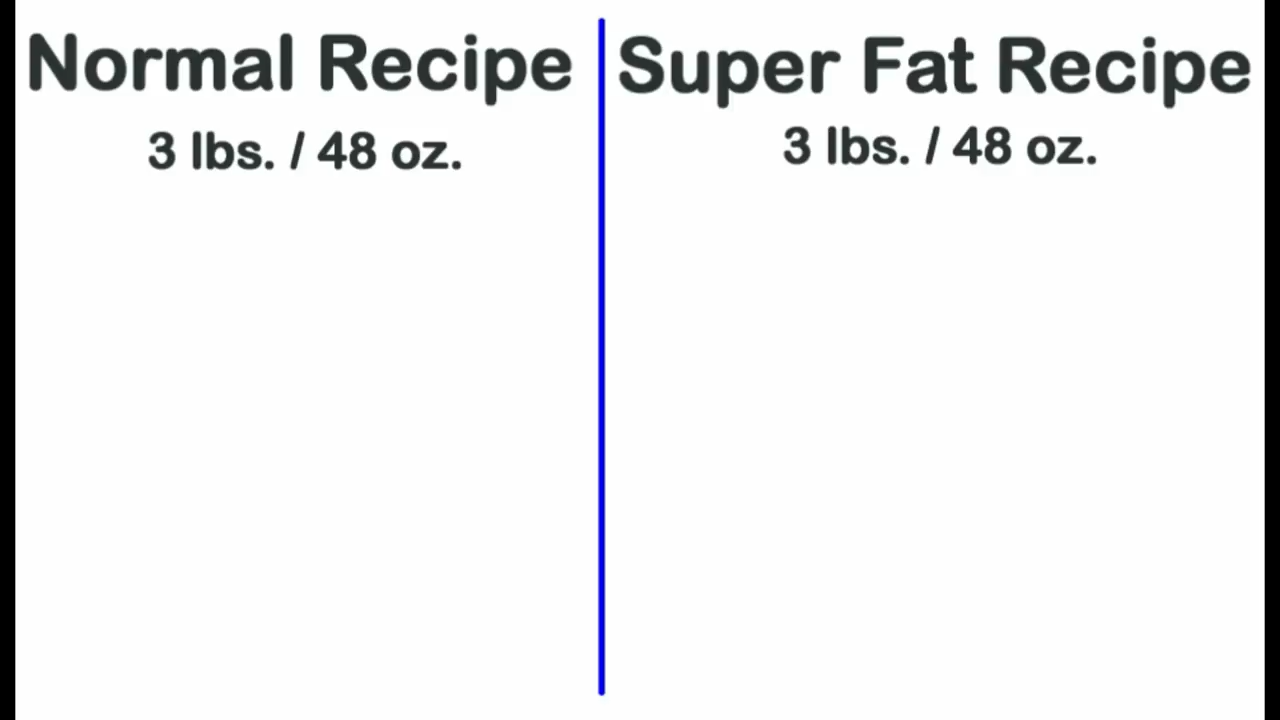 Normal Recipe
3 lbs. / 48 oz.
Super Fat Recipe
3 lbs. / 48 oz.